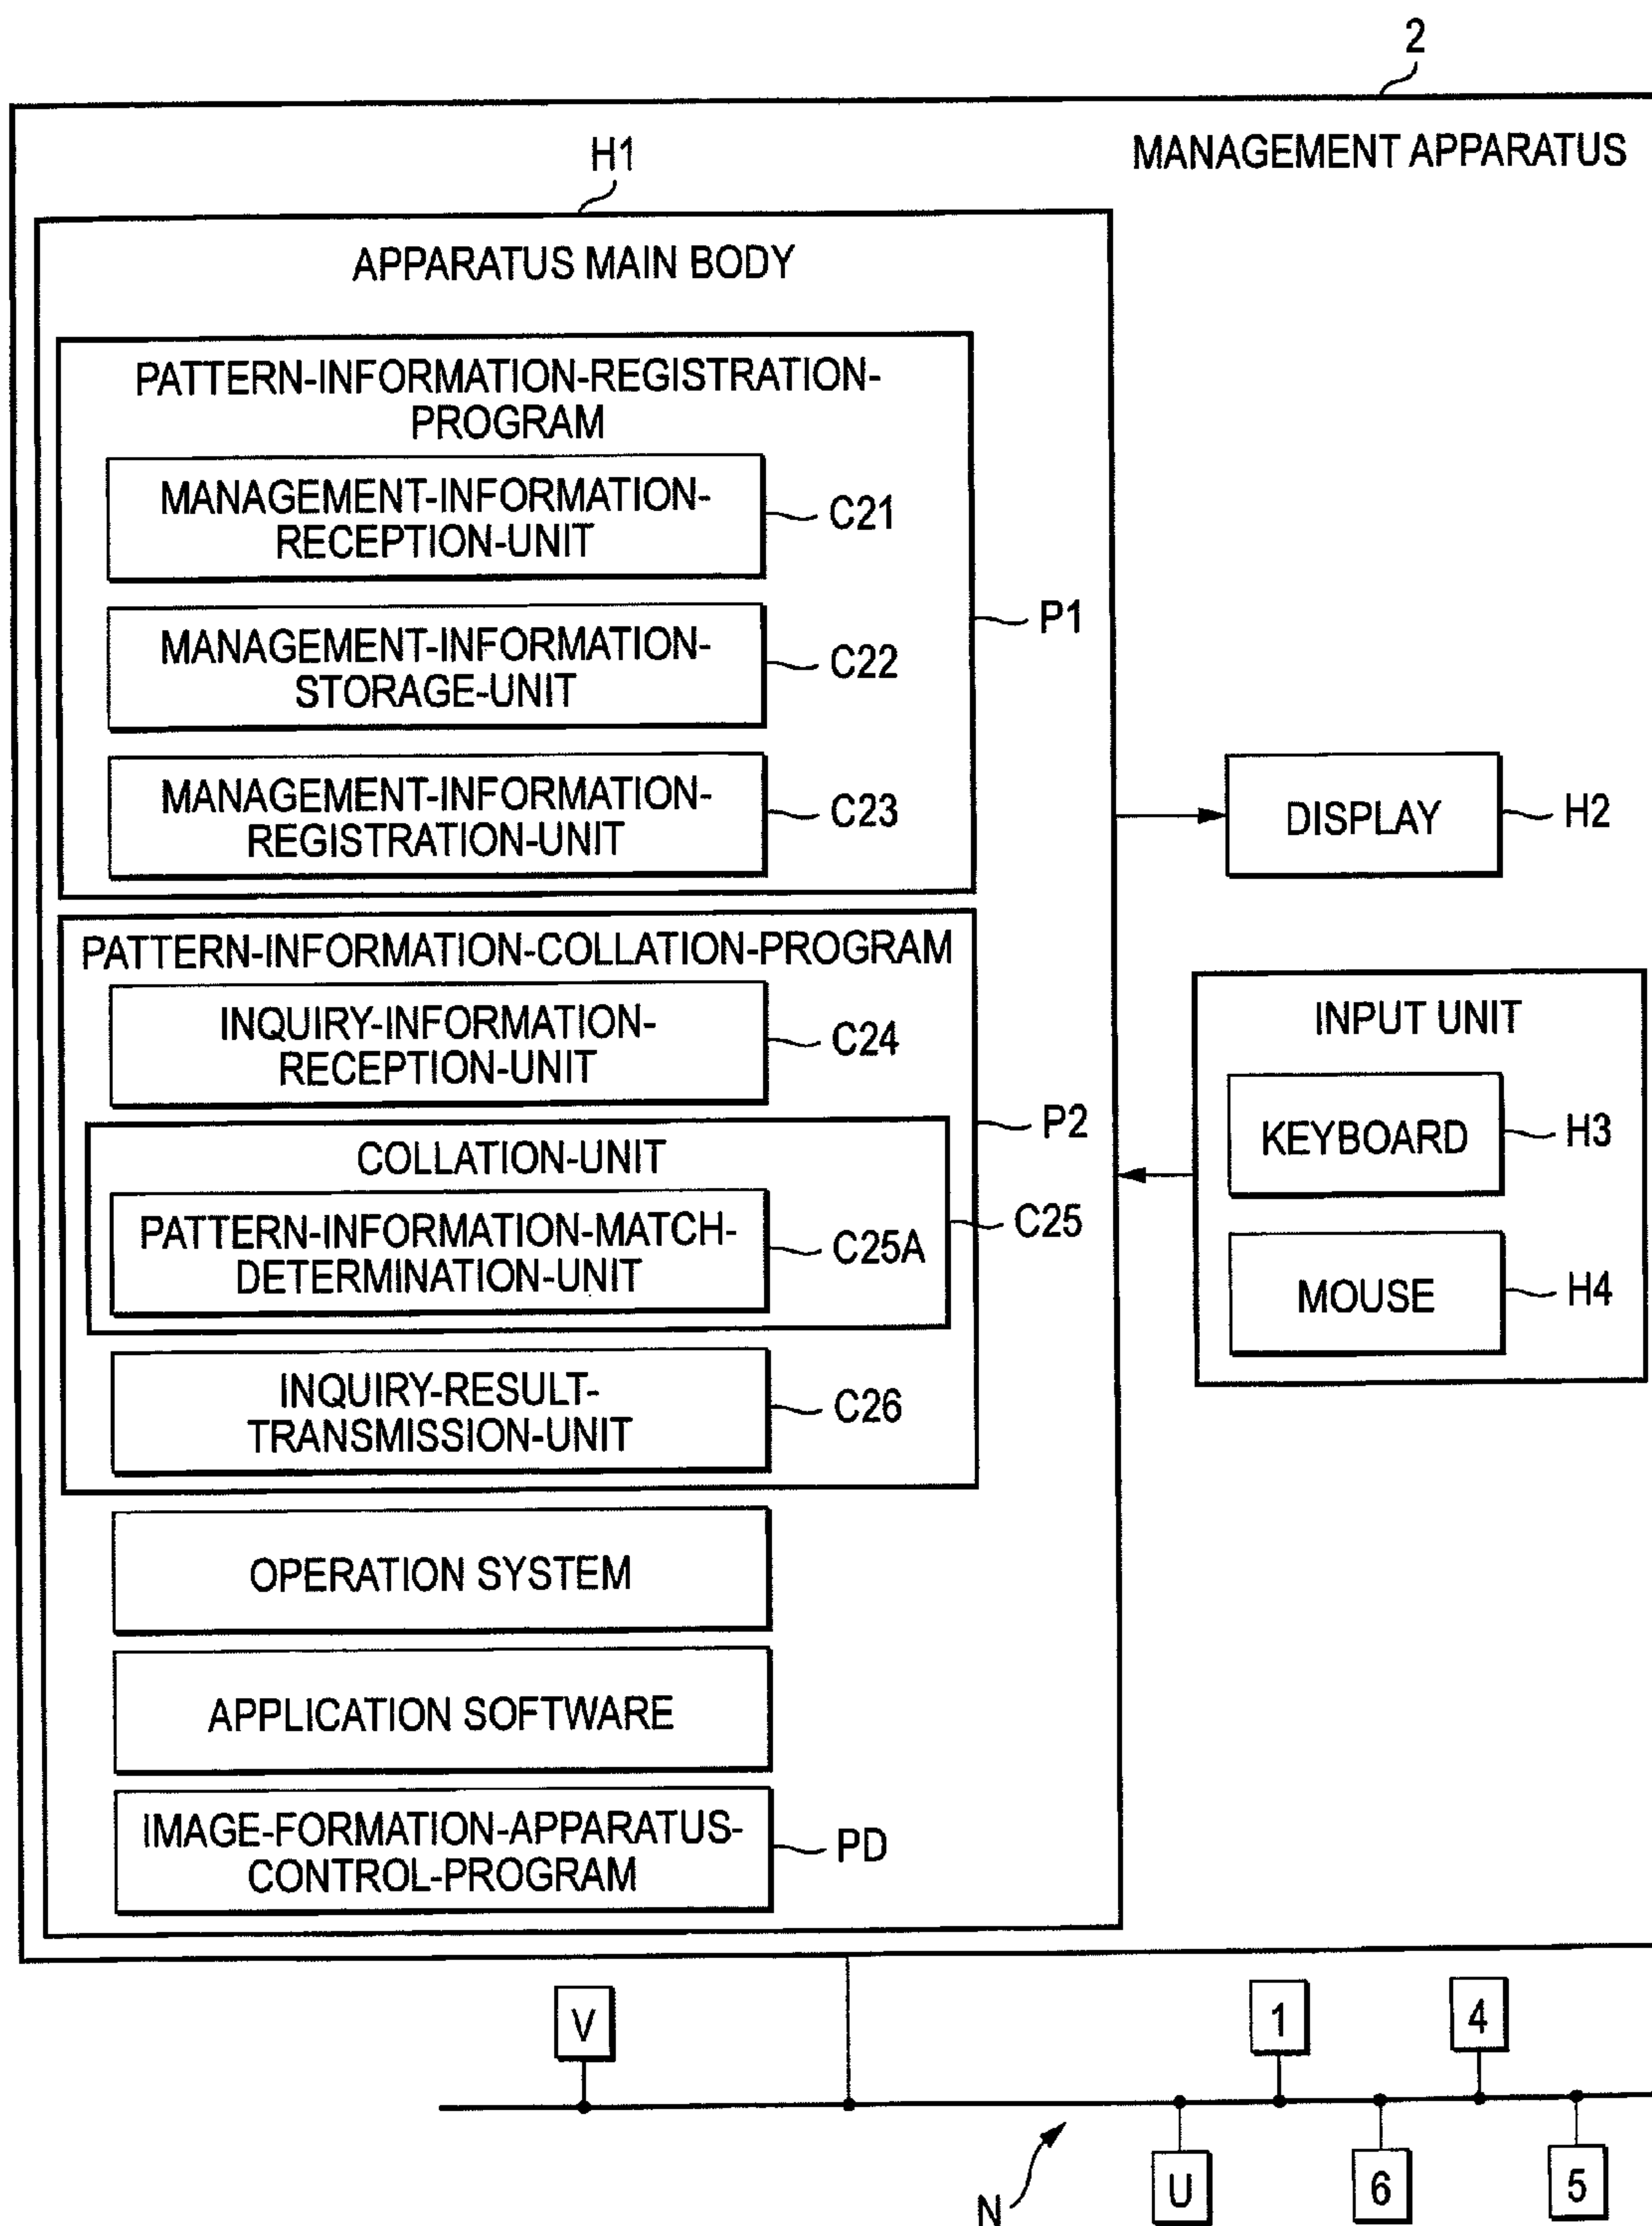 2
MANAGEMENT APPARATUS
H1
APPARATUS MAIN BODY
PATTERN-INFORMATION-REGISTRATION-
PROGRAM
MANAGEMENT-INFORMATION-
RECEPTION-UNIT
C21
MANAGEMENT-INFORMATION-
STORAGE-UNIT
C22
P1
MANAGEMENT-INFORMATION-
REGISTRATION-UNIT
C23
DISPLAY
H2
PATTERN-INFORMATION-COLLATION-PROGRAM
INQUIRY-INFORMATION-
RECEPTION-UNIT
C24
P2
COLLATION-UNIT
PATTERN-INFORMATION-MATCH-
DETERMINATION-UNIT
C25A
C25
INPUT UNIT
KEYBOARD
H3
MOUSE
H4
INQUIRY-RESULT-
TRANSMISSION-UNIT
C26
OPERATION SYSTEM
APPLICATION SOFTWARE
IMAGE-FORMATION-APPARATUS-
CONTROL-PROGRAM
PD
V
1
4
N
U
6
5